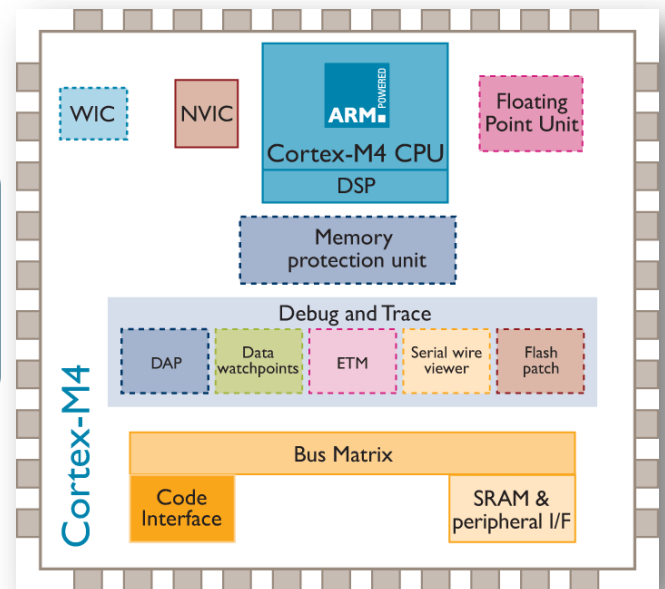 WIC
NVIC
ARM
POWERED
Cortex-M4 CPU
DSP
Floating
Point Unit
Memory
protection unit
Debug and Trace
DAP
Data
watchpoints
ETM
Serial wire
viewer
Flash
patch
Cortex-M4
Bus Matrix
Code
Interface
SRAM &
peripheral I/F